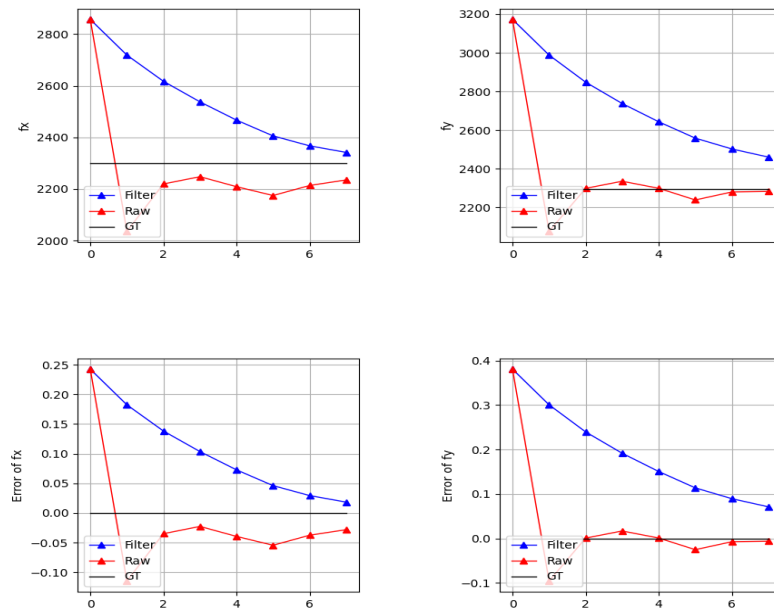 fx
2800
2600
2400
2200
2000
0
2
4
6
Filter
Raw
GT
fy
3200
3000
2800
2600
2400
2200
0
2
4
6
Filter
Raw
GT
Error of fx
0.25
0.20
0.15
0.10
0.05
0.00
−0.05
−0.10
0
2
4
6
Filter
Raw
GT
Error of fy
0.4
0.3
0.2
0.1
0.0
−0.1
0
2
4
6
Filter
Raw
GT